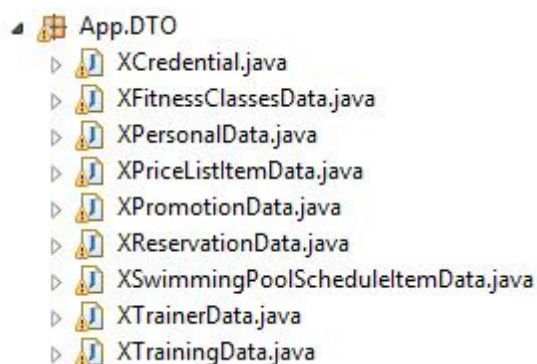 App.DTO
XCredential.java
XFitnessClassesData.java
XPersonalData.java
XPriceListItemData.java
XPromotionData.java
XReservationData.java
XSwimmingPoolScheduleItemData.java
XTrainerData.java
XTrainingData.java